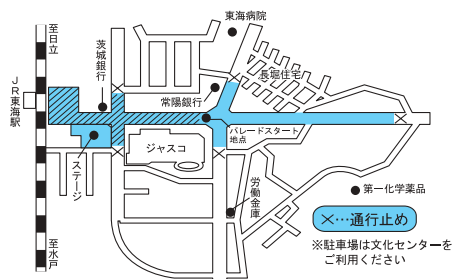 至日立
東海病院
茨城銀行
長堀住宅
JR東海駅
常陽銀行
パレードスタート
地点
ジャスコ
ステージ
労働金庫
第一化学薬品
×…通行止め
至水戸
※駐車場は文化センターを
ご利用ください